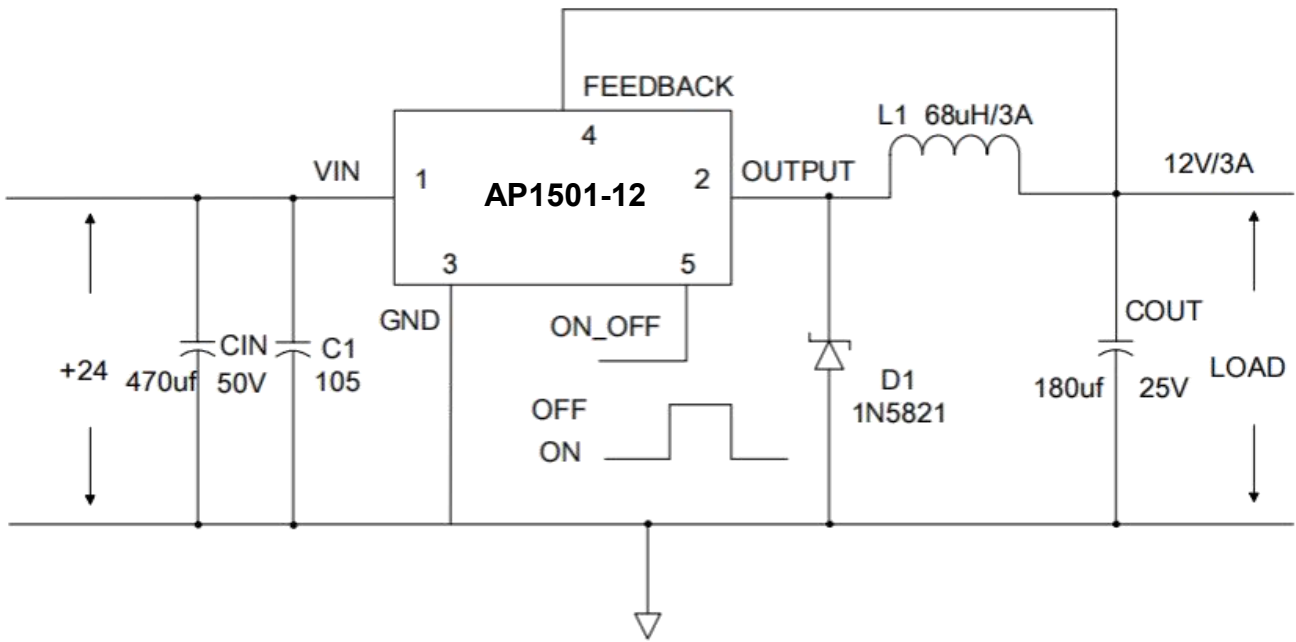 FEEDBACK
L1 68uH/3A
4
VIN
1
AP1501-12
2
OUTPUT
12V/3A
3
5
GND
ON_OFF
COUT
CIN
C1
+24
470uf
50V
105
LOAD
D1
180uf
25V
OFF
1N5821
ON